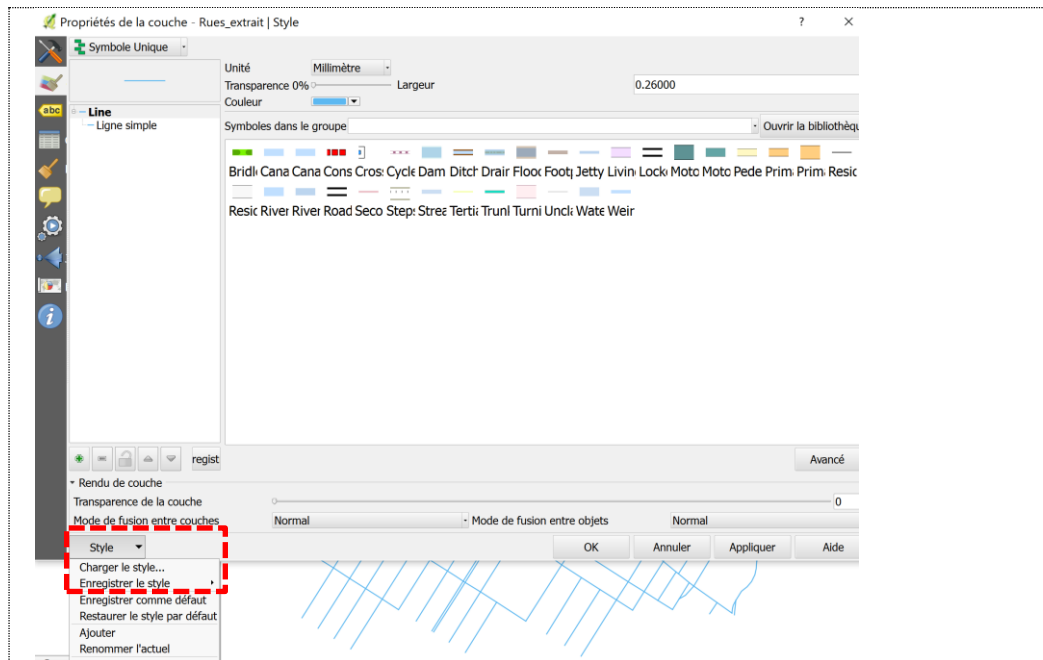 Propriétés de la couche - Rues_extrait | Style ? ×
Symbole Unique
Unité Millimètre
Transparence 0% Largeur 0.26000
Couleur
abc
Line
Ligne simple
Symboles dans le groupe Ouvrir la bibliothèqu
Bridl Cana Cana Cons Cros Cycle Dam Ditch Drair Flooc Footp Jetty Livin Locke Moto Moto Pede Prim Prim Resic
Resic River River Road Seco Steps Strea Tertia Trunl Turni Uncla Wate Weir
regist Avancé
Rendu de couche
Transparence de la couche 0
Mode de fusion entre couches Normal Mode de fusion entre objets Normal
Style OK Annuler Appliquer Aide
Charger le style...
Enregistrer le style
Enregistrer comme défaut
Restaurer le style par défaut
Ajouter
Renommer l'actuel